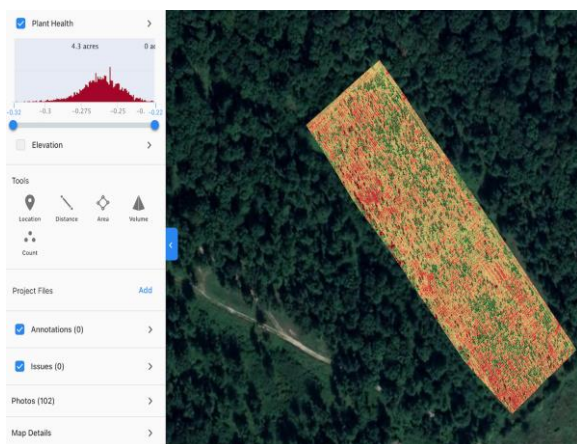 Plant Health
4.3 acres 0 ac
-0.32 -0.3 -0.275 -0.25 -0. -0.22
Elevation
Tools
Location Distance Area Volume
Count
Project Files Add
Annotations (0)
Issues (0)
Photos (102)
Map Details